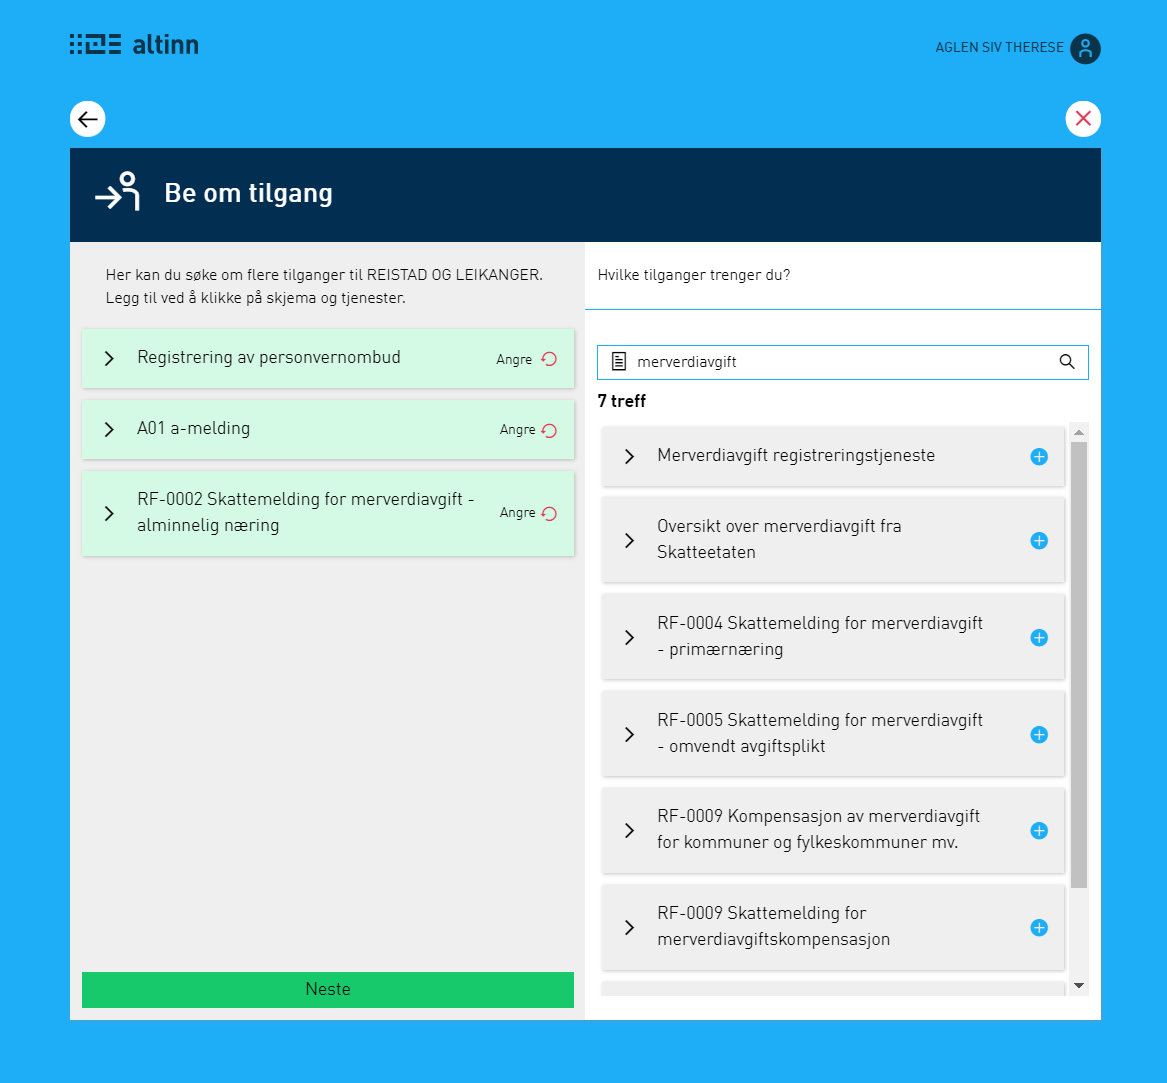 altinn
AGLEN SIV THERESE
Be om tilgang
Her kan du søke om flere tilganger til REISTAD OG LEIKANGER.
Legg til ved å klikke på skjema og tjenester.
Registrering av personvernombud
Angre
A01 a-melding
Angre
RF-0002 Skattemelding for merverdiavgift -
alminnelig næring
Angre
Neste
Hvilke tilganger trenger du?
merverdiavgift
7 treff
Merverdiavgift registreringstjeneste
Oversikt over merverdiavgift fra
Skatteetaten
RF-0004 Skattemelding for merverdiavgift
- primærnæring
RF-0005 Skattemelding for merverdiavgift
- omvendt avgiftsplikt
RF-0009 Kompensasjon av merverdiavgift
for kommuner og fylkeskommuner mv.
RF-0009 Skattemelding for
merverdiavgiftskompensasjon